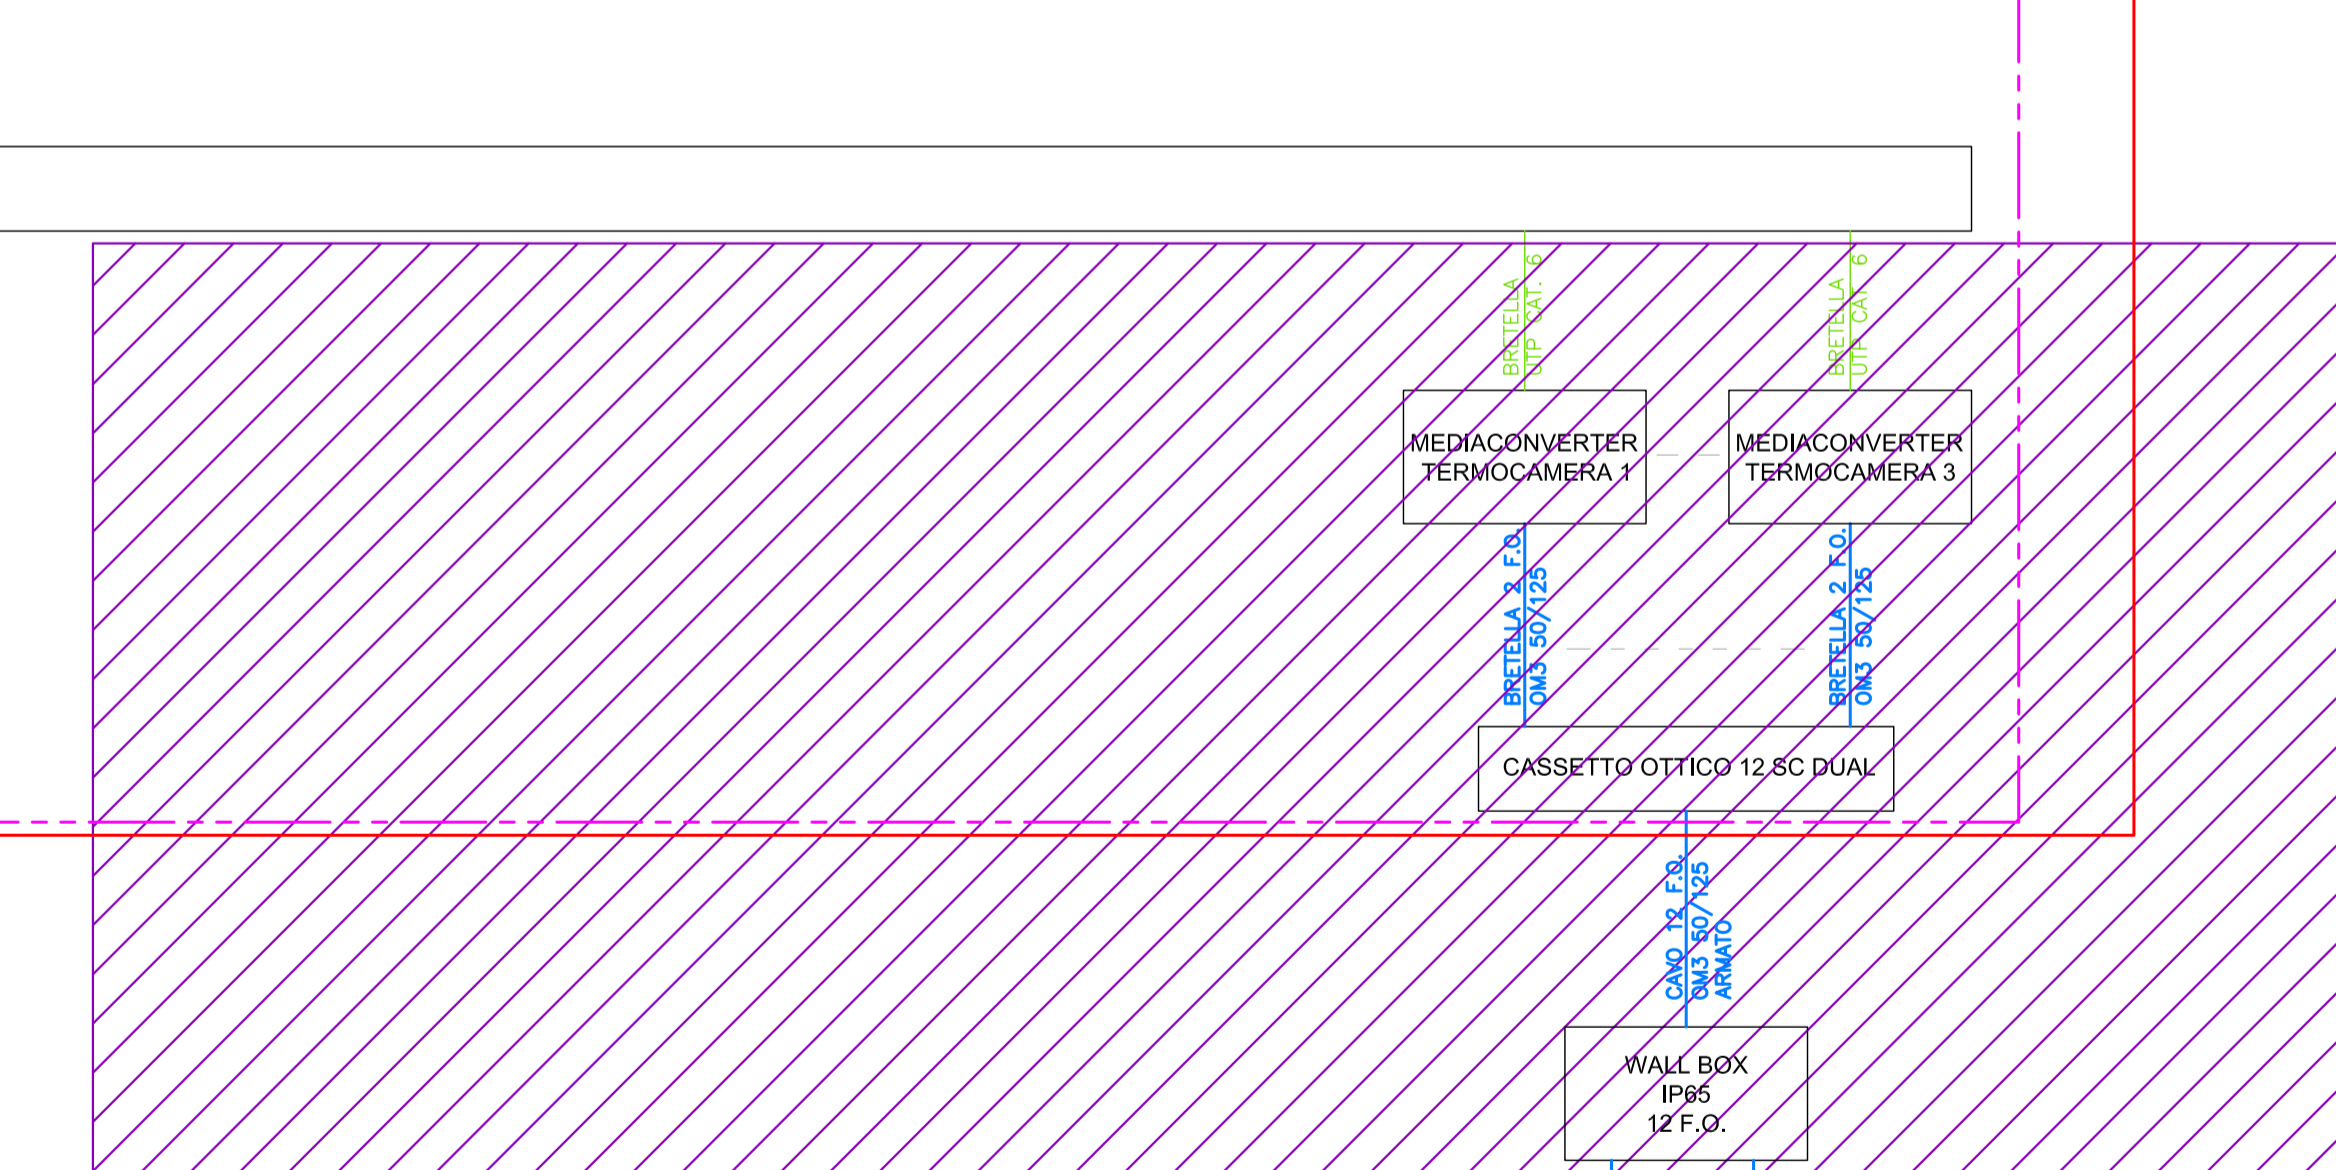 BRETELLA
UTP CAT. 6
BRETELLA
UTP CAT 6
MEDIACONVERTER
TERMOCAMERA 1
MEDIACONVERTER
TERMOCAMERA 3
BRETELLA 2 F.O.
OM3 50/125
BRETELLA 2 F.O.
OM3 50/125
CASSETTO OTTICO 12 SC DUAL
CAVO 12 F.O.
OM3 50/125
ARMATO
WALL BOX
IP65
12 F.O.